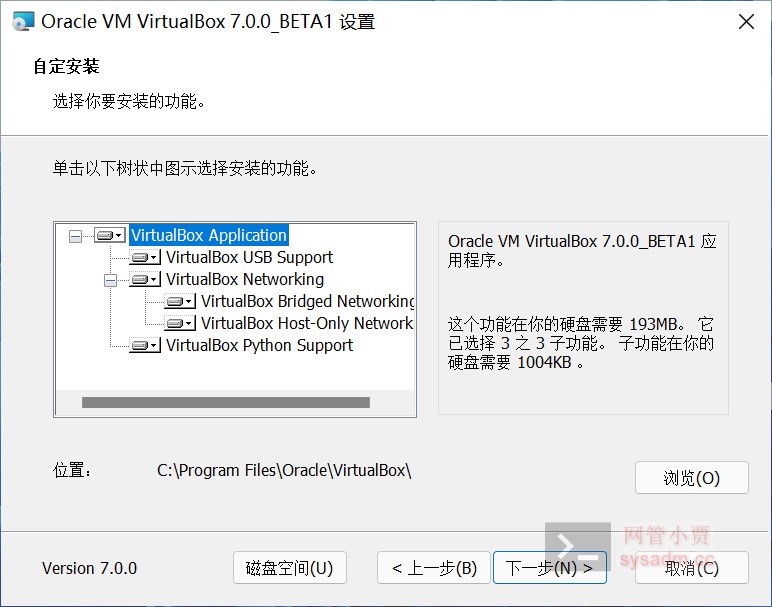 Oracle VM VirtualBox 7.0.0_BETA1 设置
自定安装
选择你要安装的功能。
单击以下树状中图示选择安装的功能。
VirtualBox Application
VirtualBox USB Support
VirtualBox Networking
VirtualBox Bridged Networking
VirtualBox Host-Only Network
VirtualBox Python Support
Oracle VM VirtualBox 7.0.0_BETA1 应
用程序。
这个功能在你的硬盘需要 193MB。 它
已选择 3 之 3 子功能。 子功能在你的
硬盘需要 1004KB 。
位置： C:\Program Files\Oracle\VirtualBox\
浏览(O)
网管小贾
sysadm.cc
Version 7.0.0 磁盘空间(U) < 上一步(B) 下一步(N) > 取消(C)